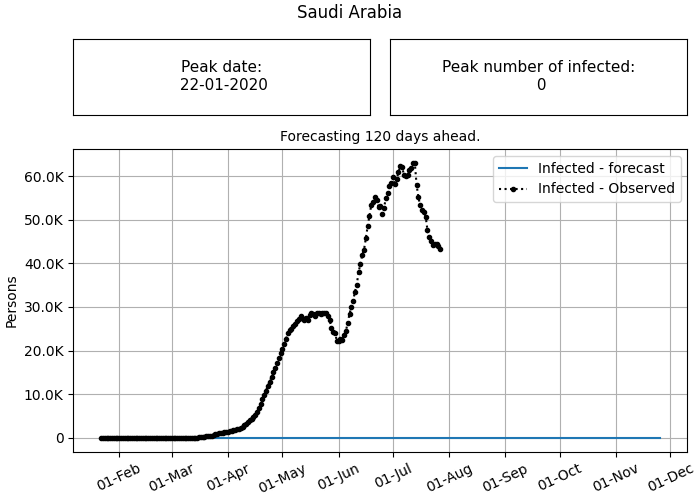 Saudi Arabia
Peak date:
22-01-2020
Peak number of infected:
0
Forecasting 120 days ahead.
Infected - forecast
Infected - Observed
Persons
60.0K
50.0K
40.0K
30.0K
20.0K
10.0K
0
01-Feb
01-Mar
01-Apr
01-May
01-Jun
01-Jul
01-Aug
01-Sep
01-Oct
01-Nov
01-Dec